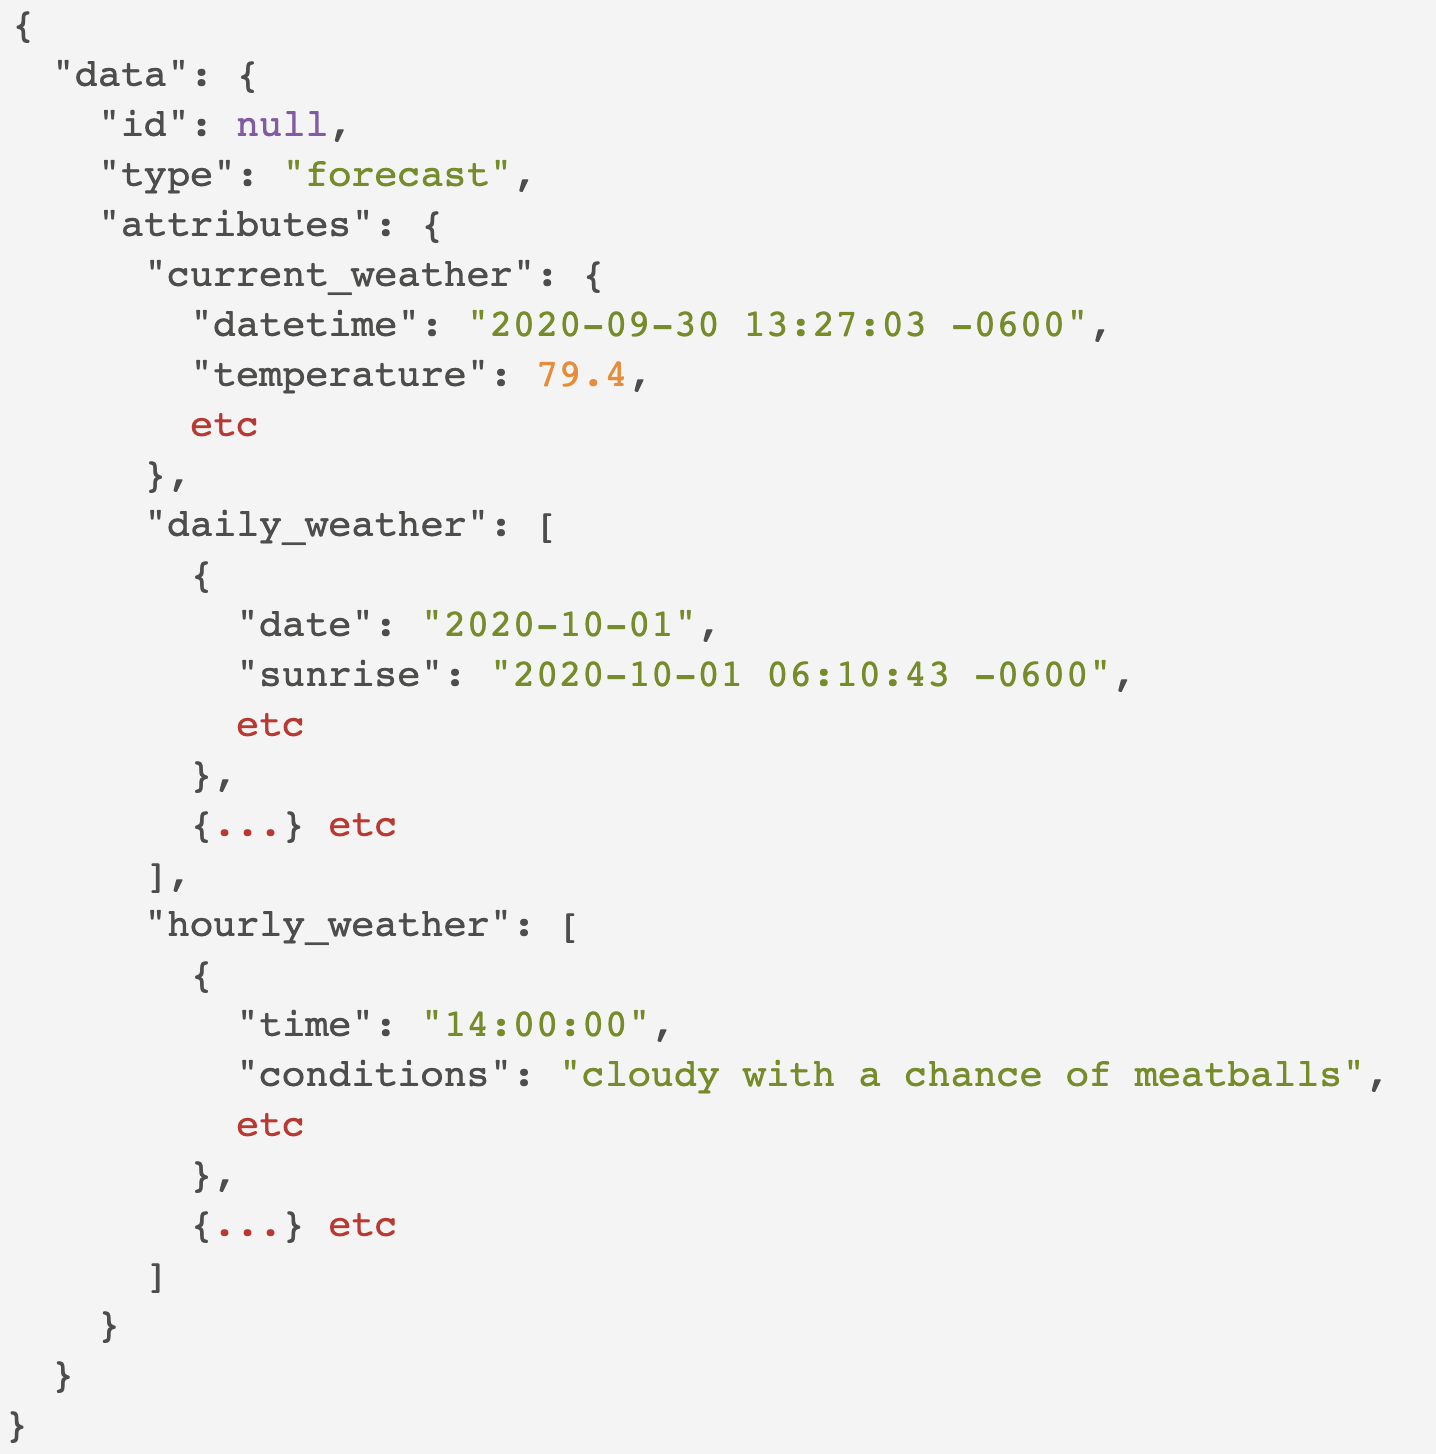 {
  "data": {
    "id": null,
    "type": "forecast",
    "attributes": {
      "current_weather": {
        "datetime": "2020-09-30 13:27:03 -0600",
        "temperature": 79.4,
        etc
      },
      "daily_weather": [
        {
          "date": "2020-10-01",
          "sunrise": "2020-10-01 06:10:43 -0600",
          etc
        },
        {...} etc
      ],
      "hourly_weather": [
        {
          "time": "14:00:00",
          "conditions": "cloudy with a chance of meatballs",
          etc
        },
        {...} etc
      ]
    }
  }
}